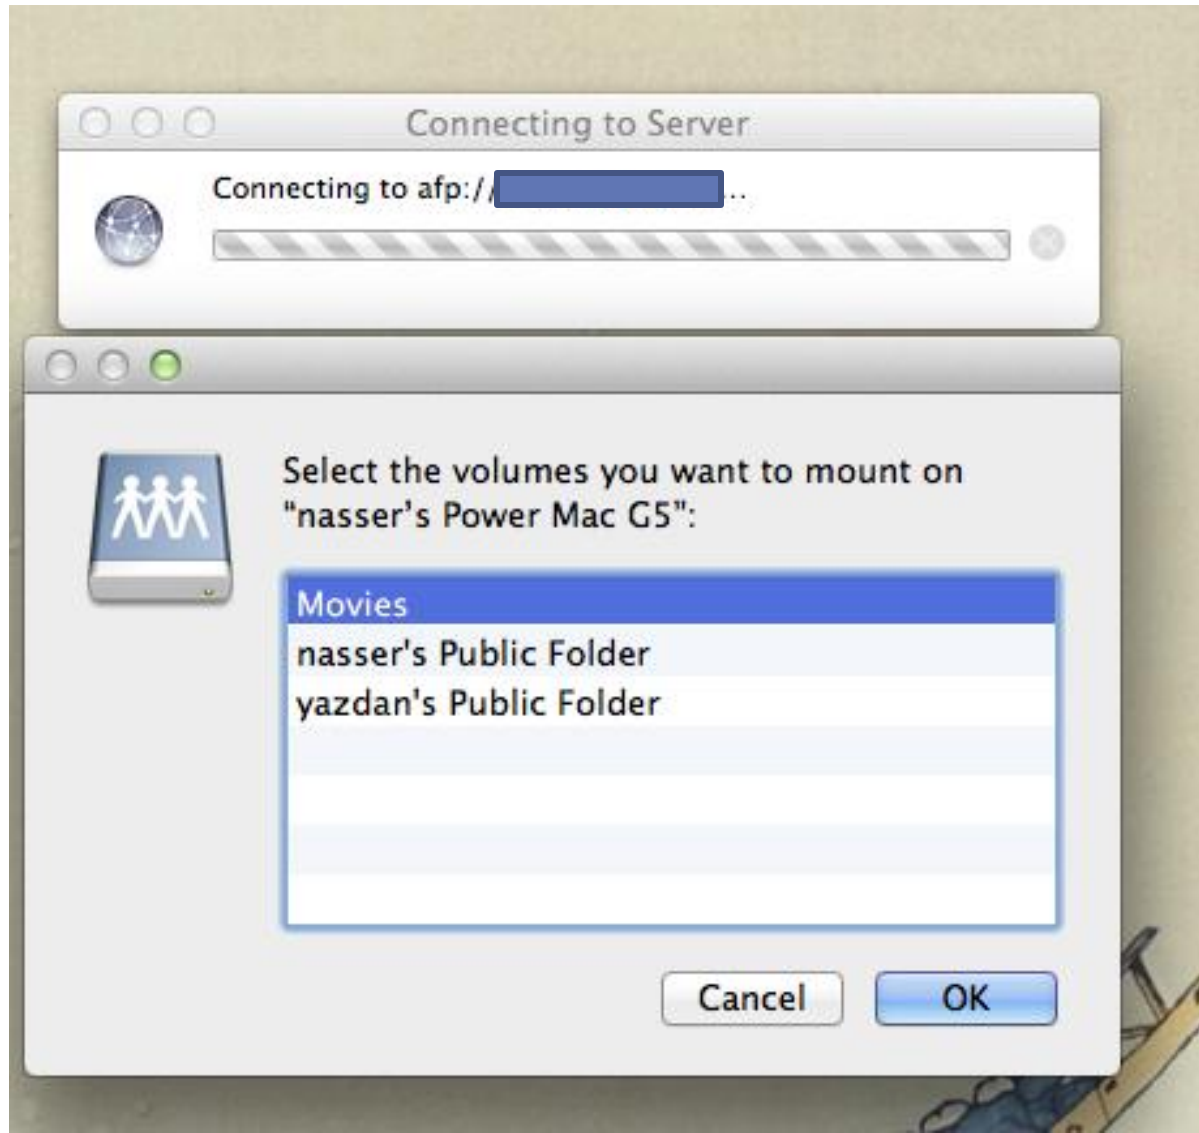 Connecting to Server
Connecting to afp://...
Select the volumes you want to mount on
“nasser’s Power Mac G5”:
Movies
nasser's Public Folder
yazdan's Public Folder
Cancel OK